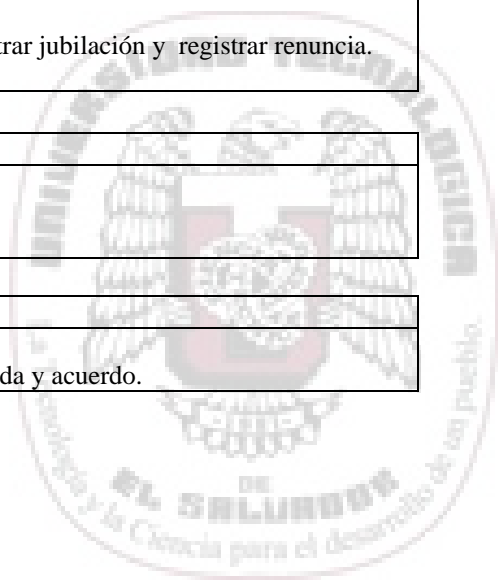 trar jubilación y  registrar renuncia.
UNIVERSIDAD TECNOLOGICA
da y acuerdo.
La Tecnología y la Ciencia para el desarrollo de un pueblo.
DE
EL SALVADOR